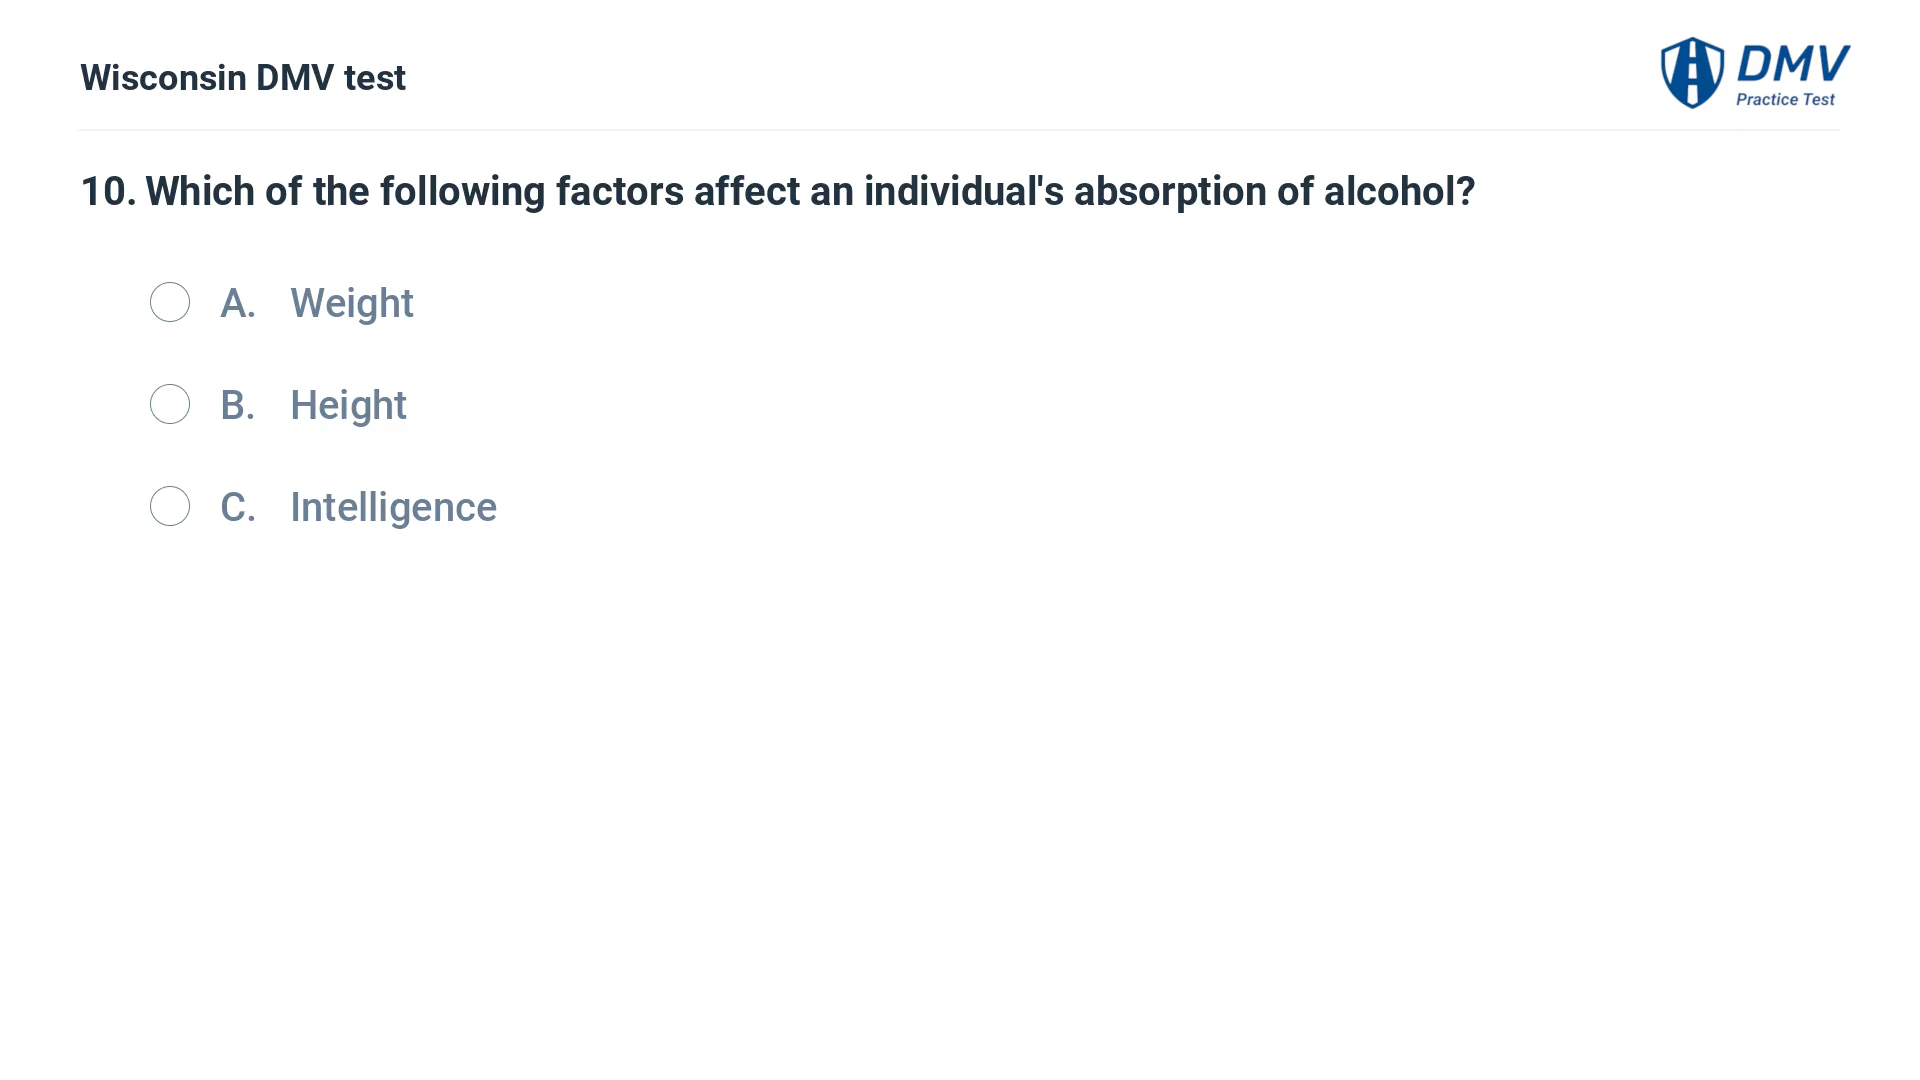 Wisconsin DMV test
DMV
Practice Test
10. Which of the following factors affect an individual's absorption of alcohol?
A. Weight
B. Height
C. Intelligence